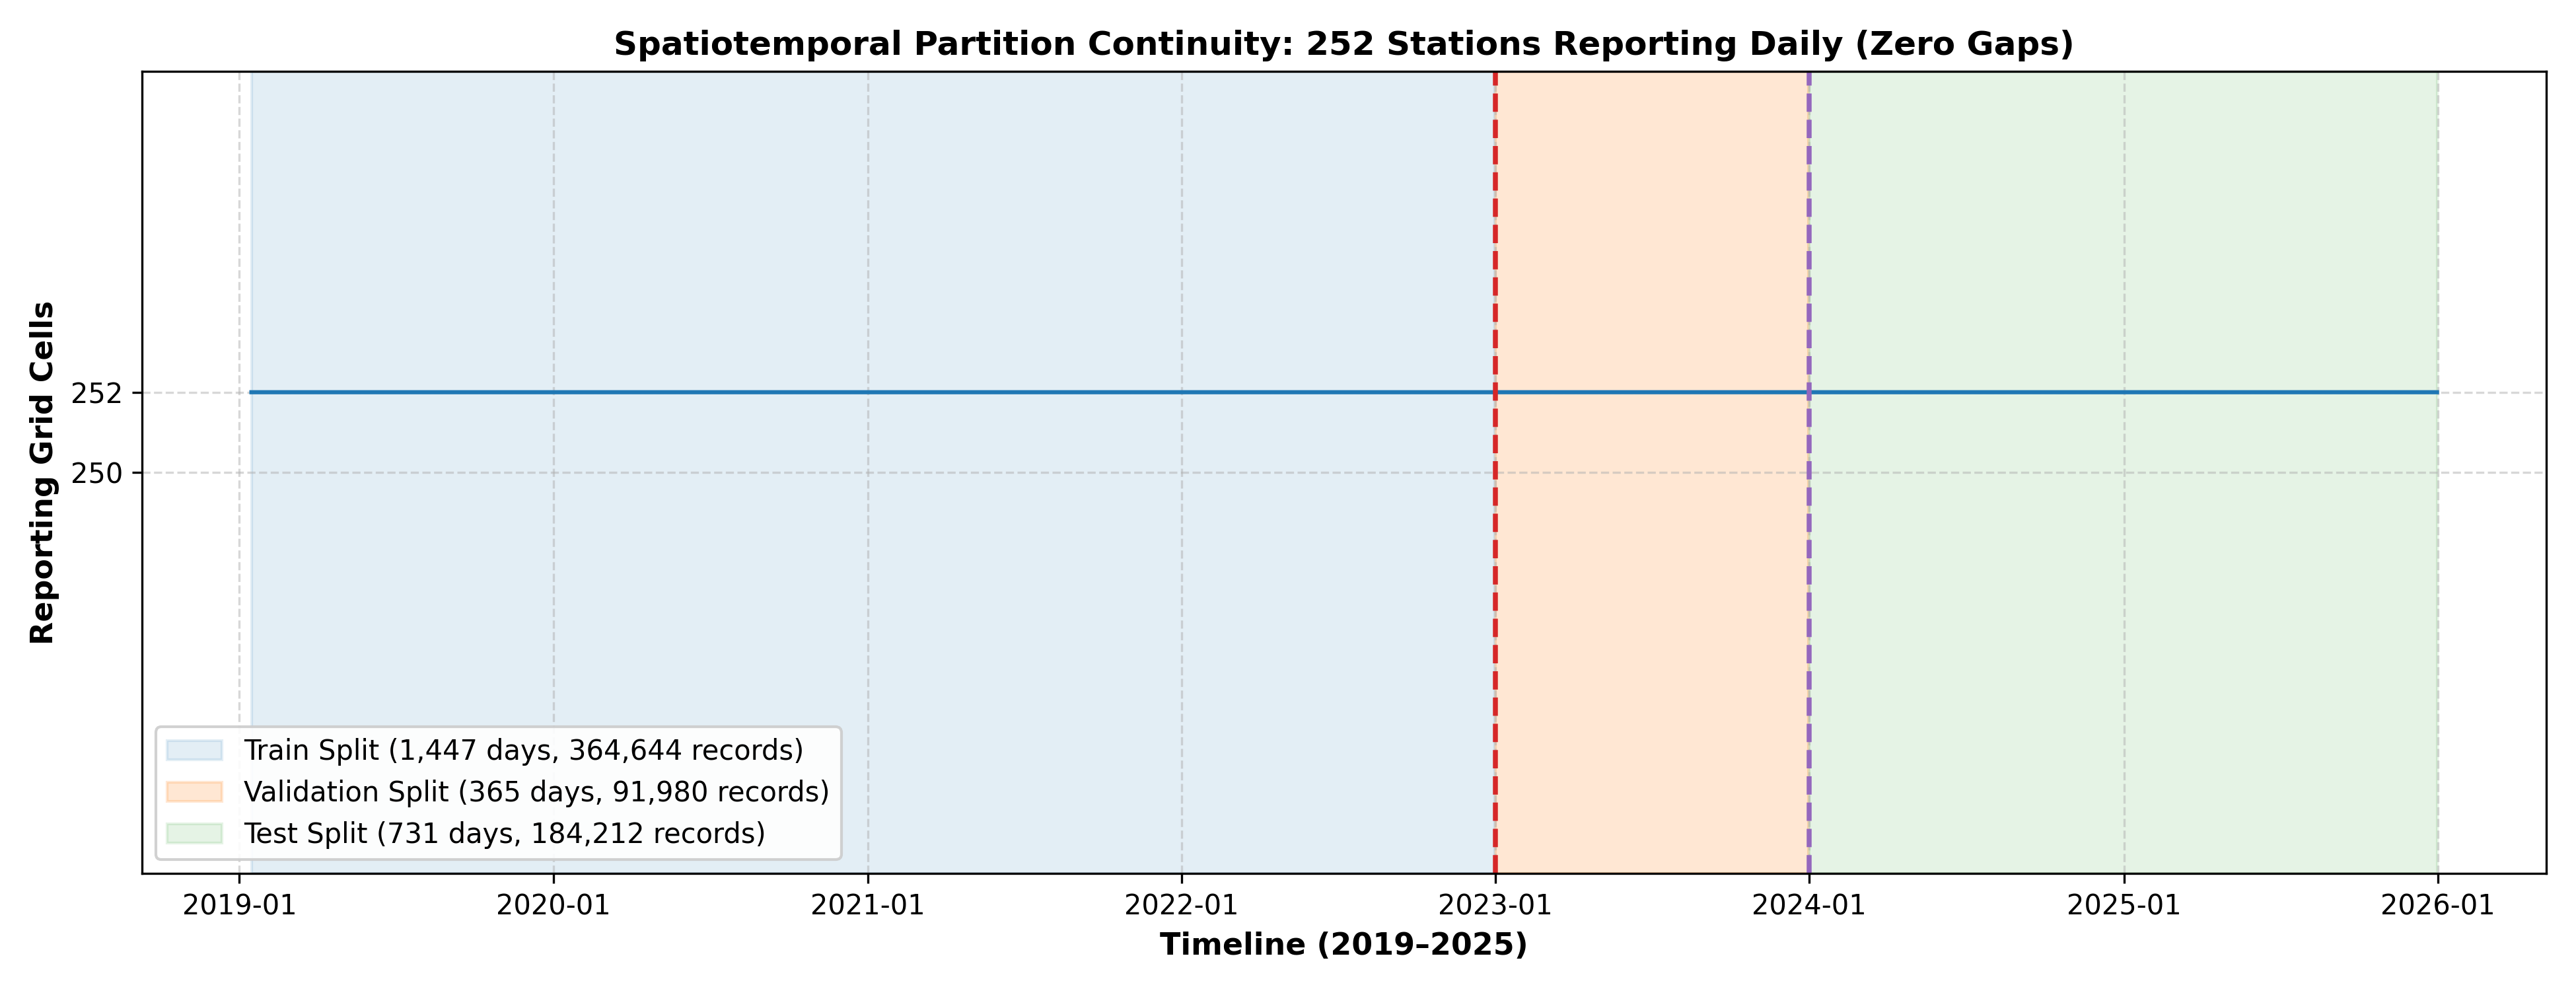 Spatiotemporal Partition Continuity: 252 Stations Reporting Daily (Zero Gaps)
Reporting Grid Cells
252
250
Train Split (1,447 days, 364,644 records)
Validation Split (365 days, 91,980 records)
Test Split (731 days, 184,212 records)
2019-01 2020-01 2021-01 2022-01 2023-01 2024-01 2025-01 2026-01
Timeline (2019–2025)